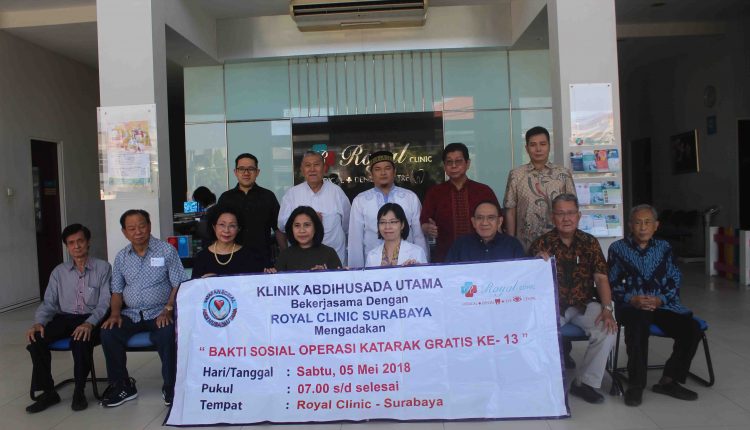 Royal CLINIC
KLINIK ABDIHUSADA UTAMA
Bekerjasama Dengan
ROYAL CLINIC SURABAYA
Mengadakan
Royal CLINIC
" BAKTI SOSIAL OPERASI KATARAK GRATIS KE- 13 "
Hari/Tanggal : Sabtu, 05 Mei 2018
Pukul : 07.00 s/d selesai
Tempat : Royal Clinic - Surabaya